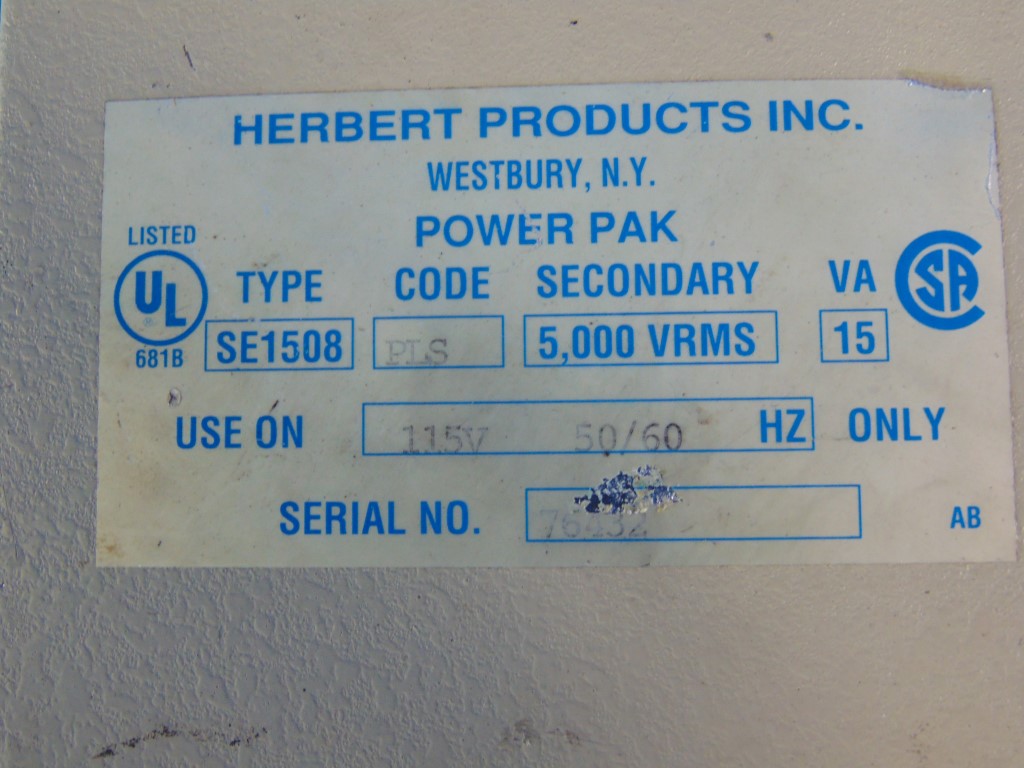 HERBERT PRODUCTS INC.
WESTBURY, N.Y.
POWER PAK
LISTED
UL
681B
TYPE CODE SECONDARY VA
SE1508 PLS 5,000 VRMS 15
SA
USE ON 115V 50/60 HZ ONLY
SERIAL NO. AB